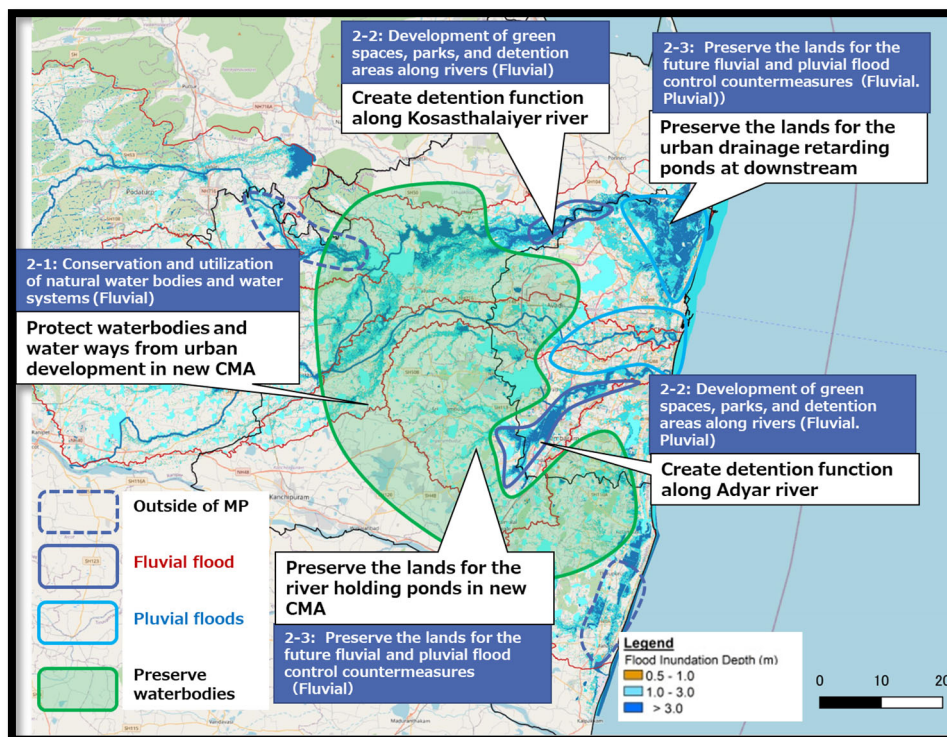 2-2: Development of green
spaces, parks, and detention
areas along rivers (Fluvial)
Create detention function
along Kosasthalaiyer river
2-3: Preserve the lands for the
future fluvial and pluvial flood
control countermeasures (Fluvial.
Pluvial))
Preserve the lands for the
urban drainage retarding
ponds at downstream
2-1: Conservation and utilization
of natural water bodies and water
systems (Fluvial)
Protect waterbodies and
water ways from urban
development in new CMA
2-2: Development of green
spaces, parks, and detention
areas along rivers (Fluvial.
Pluvial)
Create detention function
along Adyar river
Preserve the lands for the
river holding ponds in new
CMA
2-3: Preserve the lands for the
future fluvial and pluvial flood
control countermeasures
(Fluvial)
Outside of MP
Fluvial flood
Pluvial floods
Preserve
waterbodies
Kanchipuram
Legend
Flood Inundation Depth (m)
0.5 - 1.0
1.0 - 3.0
> 3.0
0 10 20